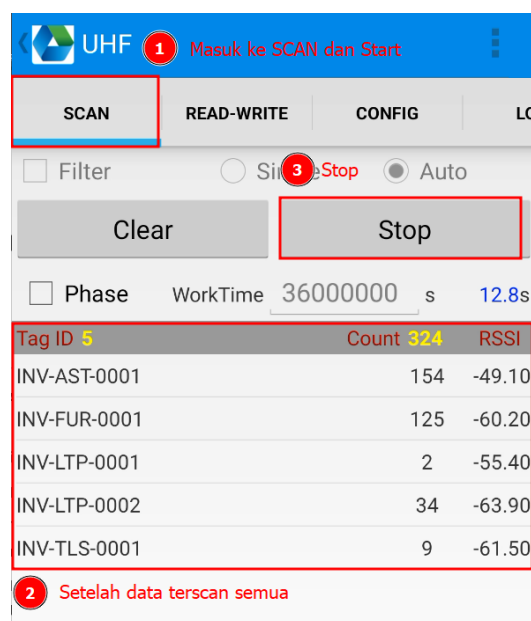 UHF 1 Masuk ke SCAN dan Start
SCAN READ-WRITE CONFIG
Filter 3 Stop Auto
Clear Stop
Phase WorkTime 36000000 s 12.8s
Tag ID 5 Count 324 RSSI
INV-AST-0001 154 -49.10
INV-FUR-0001 125 -60.20
INV-LTP-0001 2 -55.40
INV-LTP-0002 34 -63.90
INV-TLS-0001 9 -61.50
2 Setelah data terscan semua